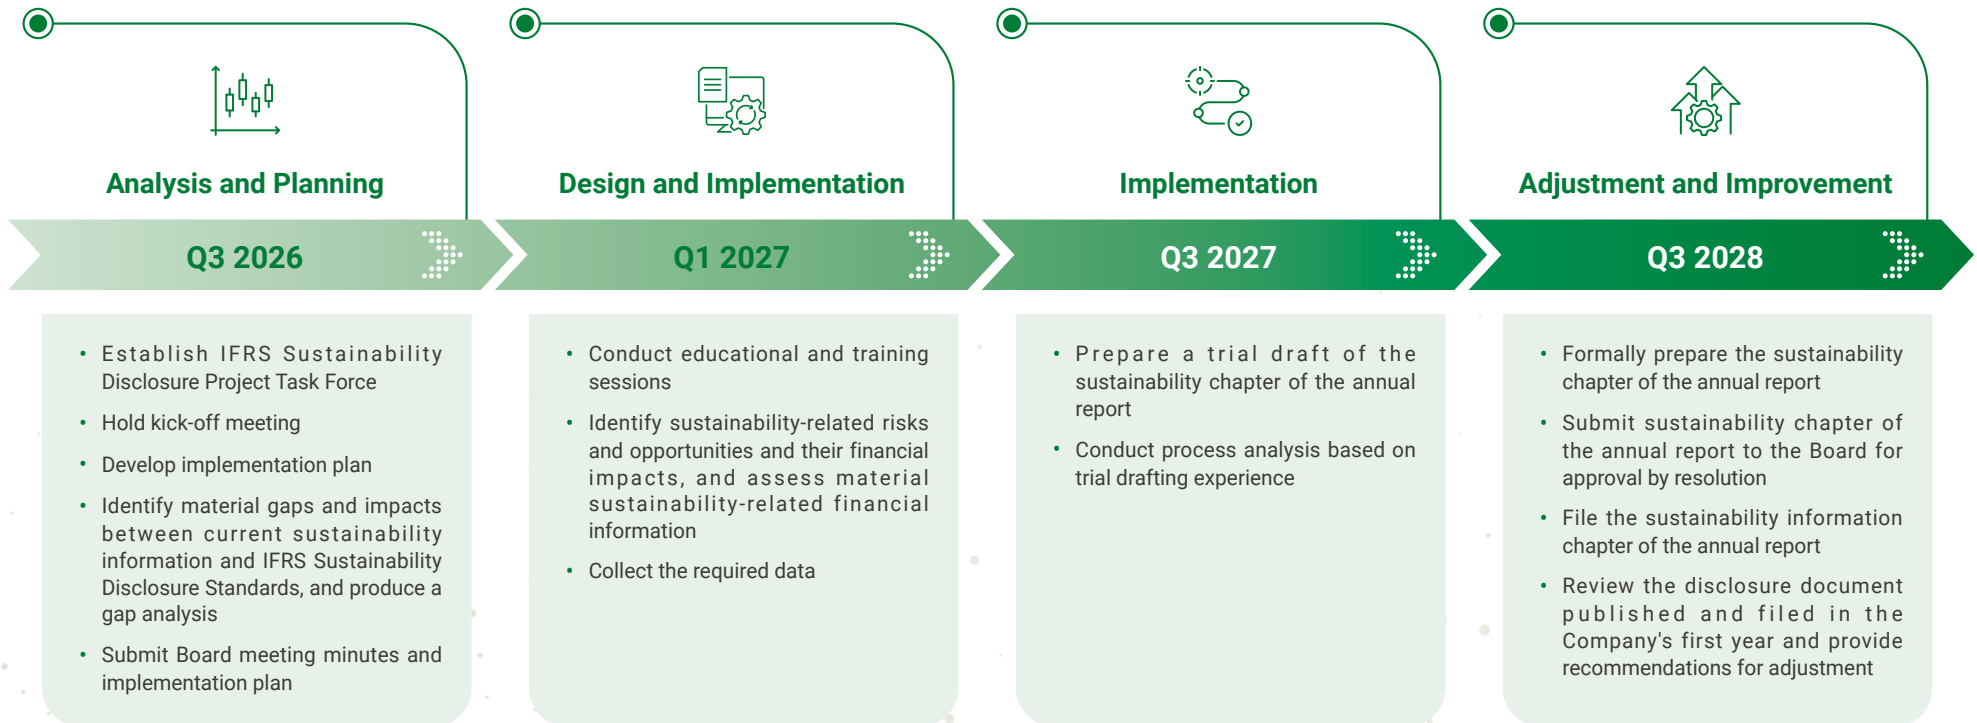 Analysis and Planning
Q3 2026
• Establish IFRS Sustainability
Disclosure Project Task Force
• Hold kick-off meeting
• Develop implementation plan
• Identify material gaps and impacts
between current sustainability
information and IFRS Sustainability
Disclosure Standards, and produce a
gap analysis
• Submit Board meeting minutes and
implementation plan
Design and Implementation
Q1 2027
• Conduct educational and training
sessions
• Identify sustainability-related risks
and opportunities and their financial
impacts, and assess material
sustainability-related financial
information
• Collect the required data
Implementation
Q3 2027
• Prepare a trial draft of the
sustainability chapter of the annual
report
• Conduct process analysis based on
trial drafting experience
Adjustment and Improvement
Q3 2028
• Formally prepare the sustainability
chapter of the annual report
• Submit sustainability chapter of
the annual report to the Board for
approval by resolution
• File the sustainability information
chapter of the annual report
• Review the disclosure document
published and filed in the
Company's first year and provide
recommendations for adjustment